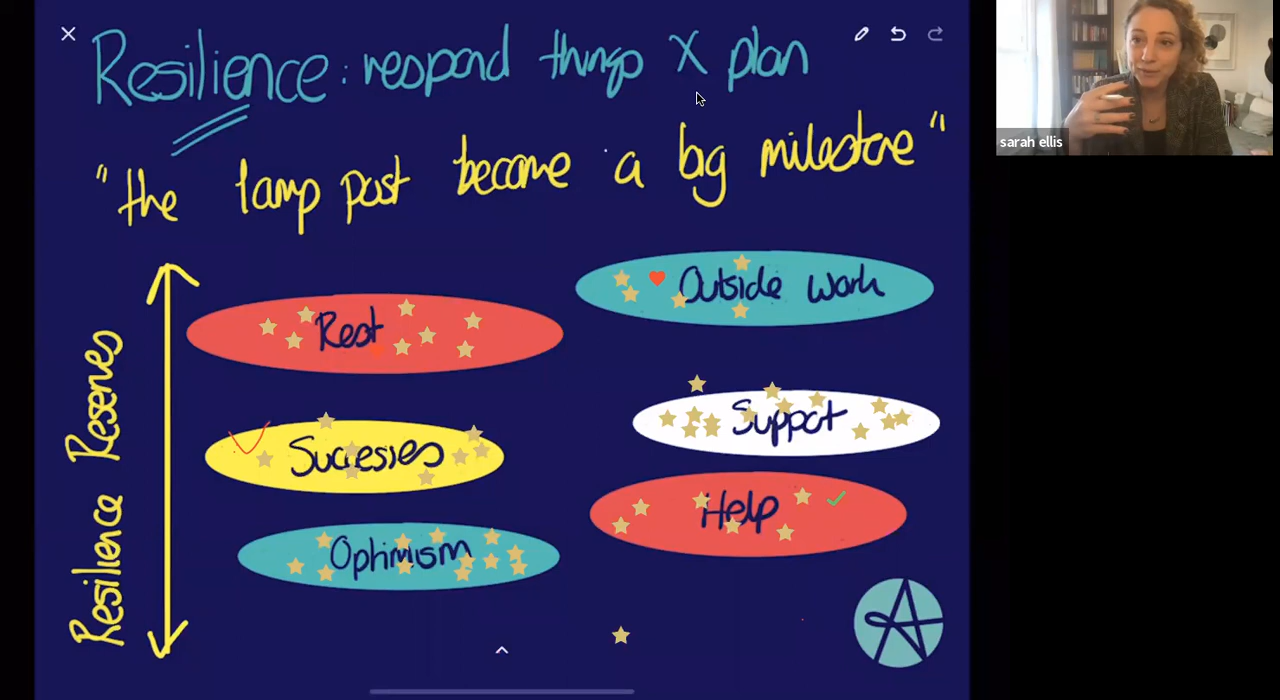 Resilience: respond things X plan
"the lamp post become a big milestone"
Resilience Reserves
Rest
Outside Work
Successes
Support
Optimism
Help
A
sarah ellis